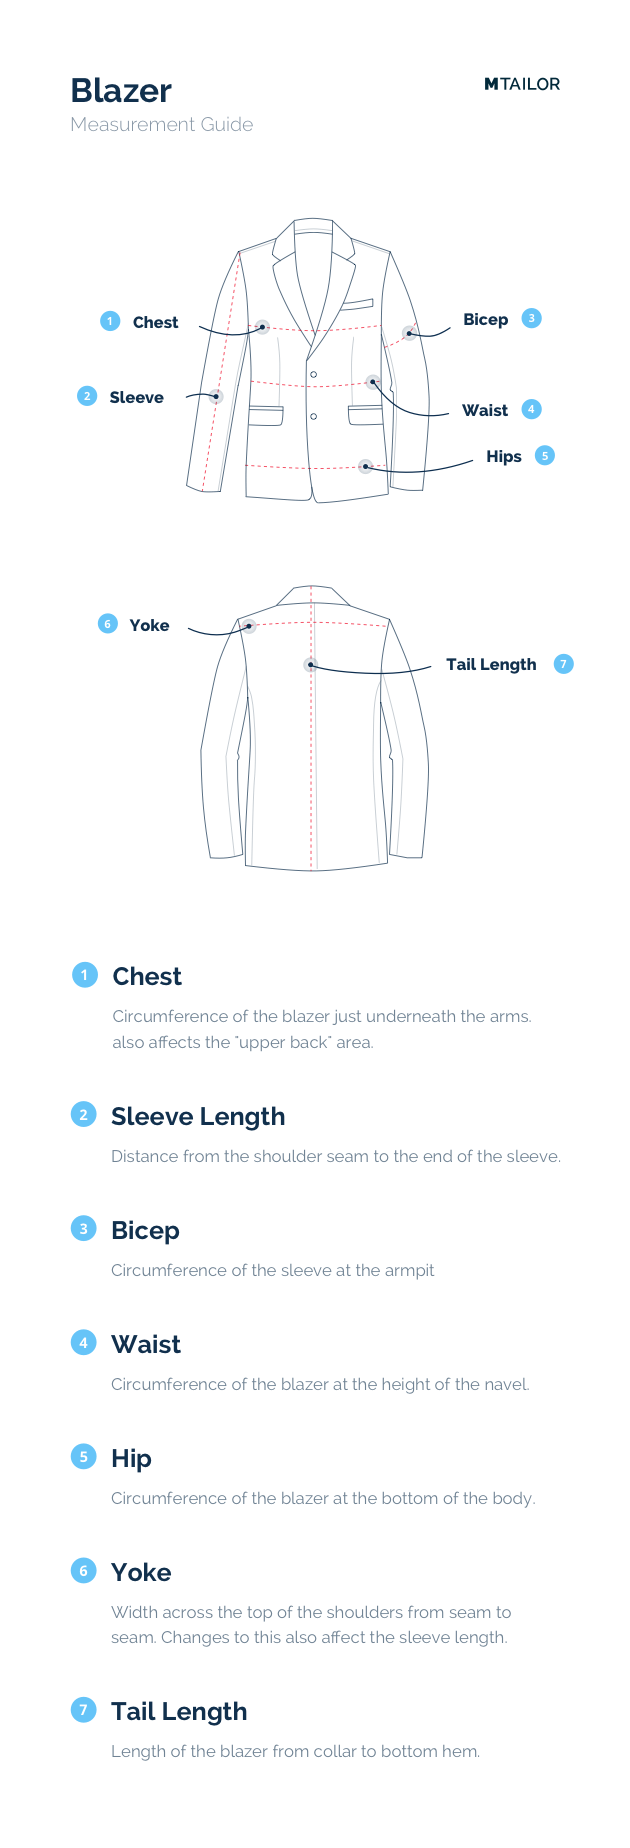 Blazer
MTAILOR
Measurement Guide
1 Chest
Bicep 3
2 Sleeve
Waist 4
Hips 5
6 Yoke
Tail Length 7
1 Chest
Circumference of the blazer just underneath the arms.
also affects the "upper back" area.
2 Sleeve Length
Distance from the shoulder seam to the end of the sleeve.
3 Bicep
Circumference of the sleeve at the armpit
4 Waist
Circumference of the blazer at the height of the navel.
5 Hip
Circumference of the blazer at the bottom of the body.
6 Yoke
Width across the top of the shoulders from seam to
seam. Changes to this also affect the sleeve length.
7 Tail Length
Length of the blazer from collar to bottom hem.